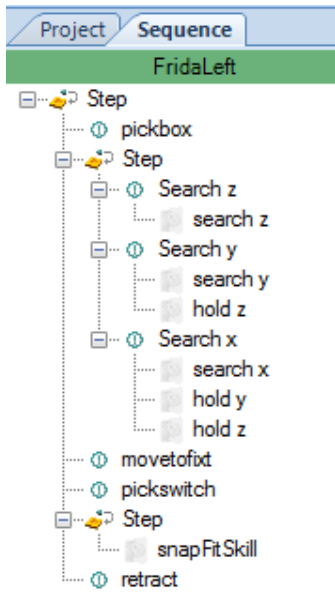 Project Sequence
FridaLeft
Step
pickbox
Step
Search z
search z
Search y
search y
hold z
Search x
search x
hold y
hold z
movetofixt
pickswitch
Step
snapFitSkill
retract